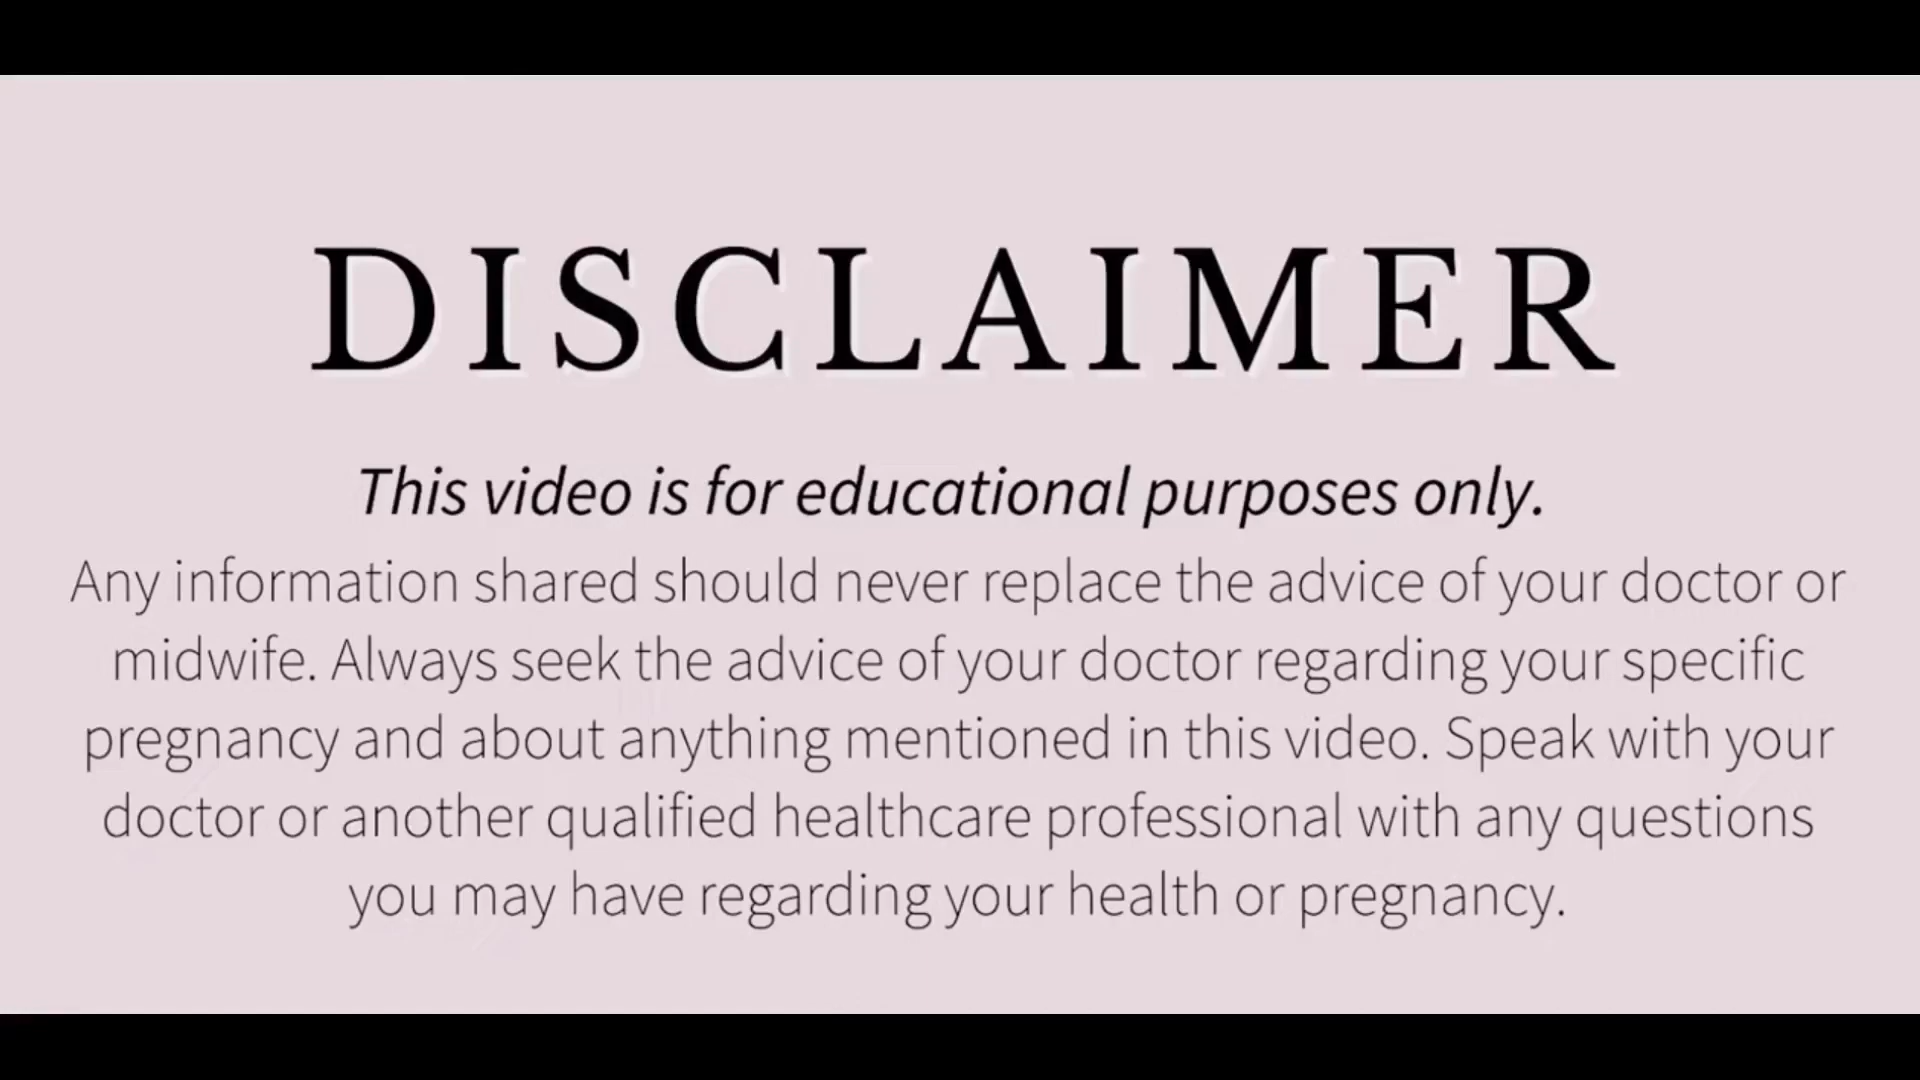 DISCLAIMER
This video is for educational purposes only.
Any information shared should never replace the advice of your doctor or
midwife. Always seek the advice of your doctor regarding your specific
pregnancy and about anything mentioned in this video. Speak with your
doctor or another qualified healthcare professional with any questions
you may have regarding your health or pregnancy.